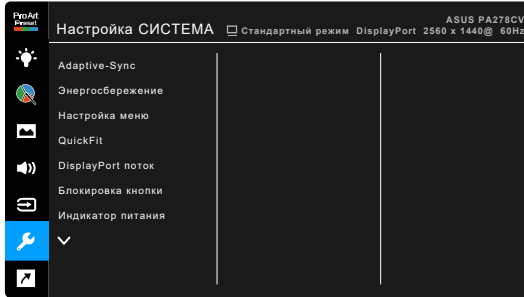 ProArt
Preset
ASUS PA278CV
Настройка СИСТЕМА
Стандартный режим DisplayPort 2560 x 1440@ 60Hz
Adaptive-Sync
Энергосбережение
Настройка меню
QuickFit
DisplayPort поток
Блокировка кнопки
Индикатор питания